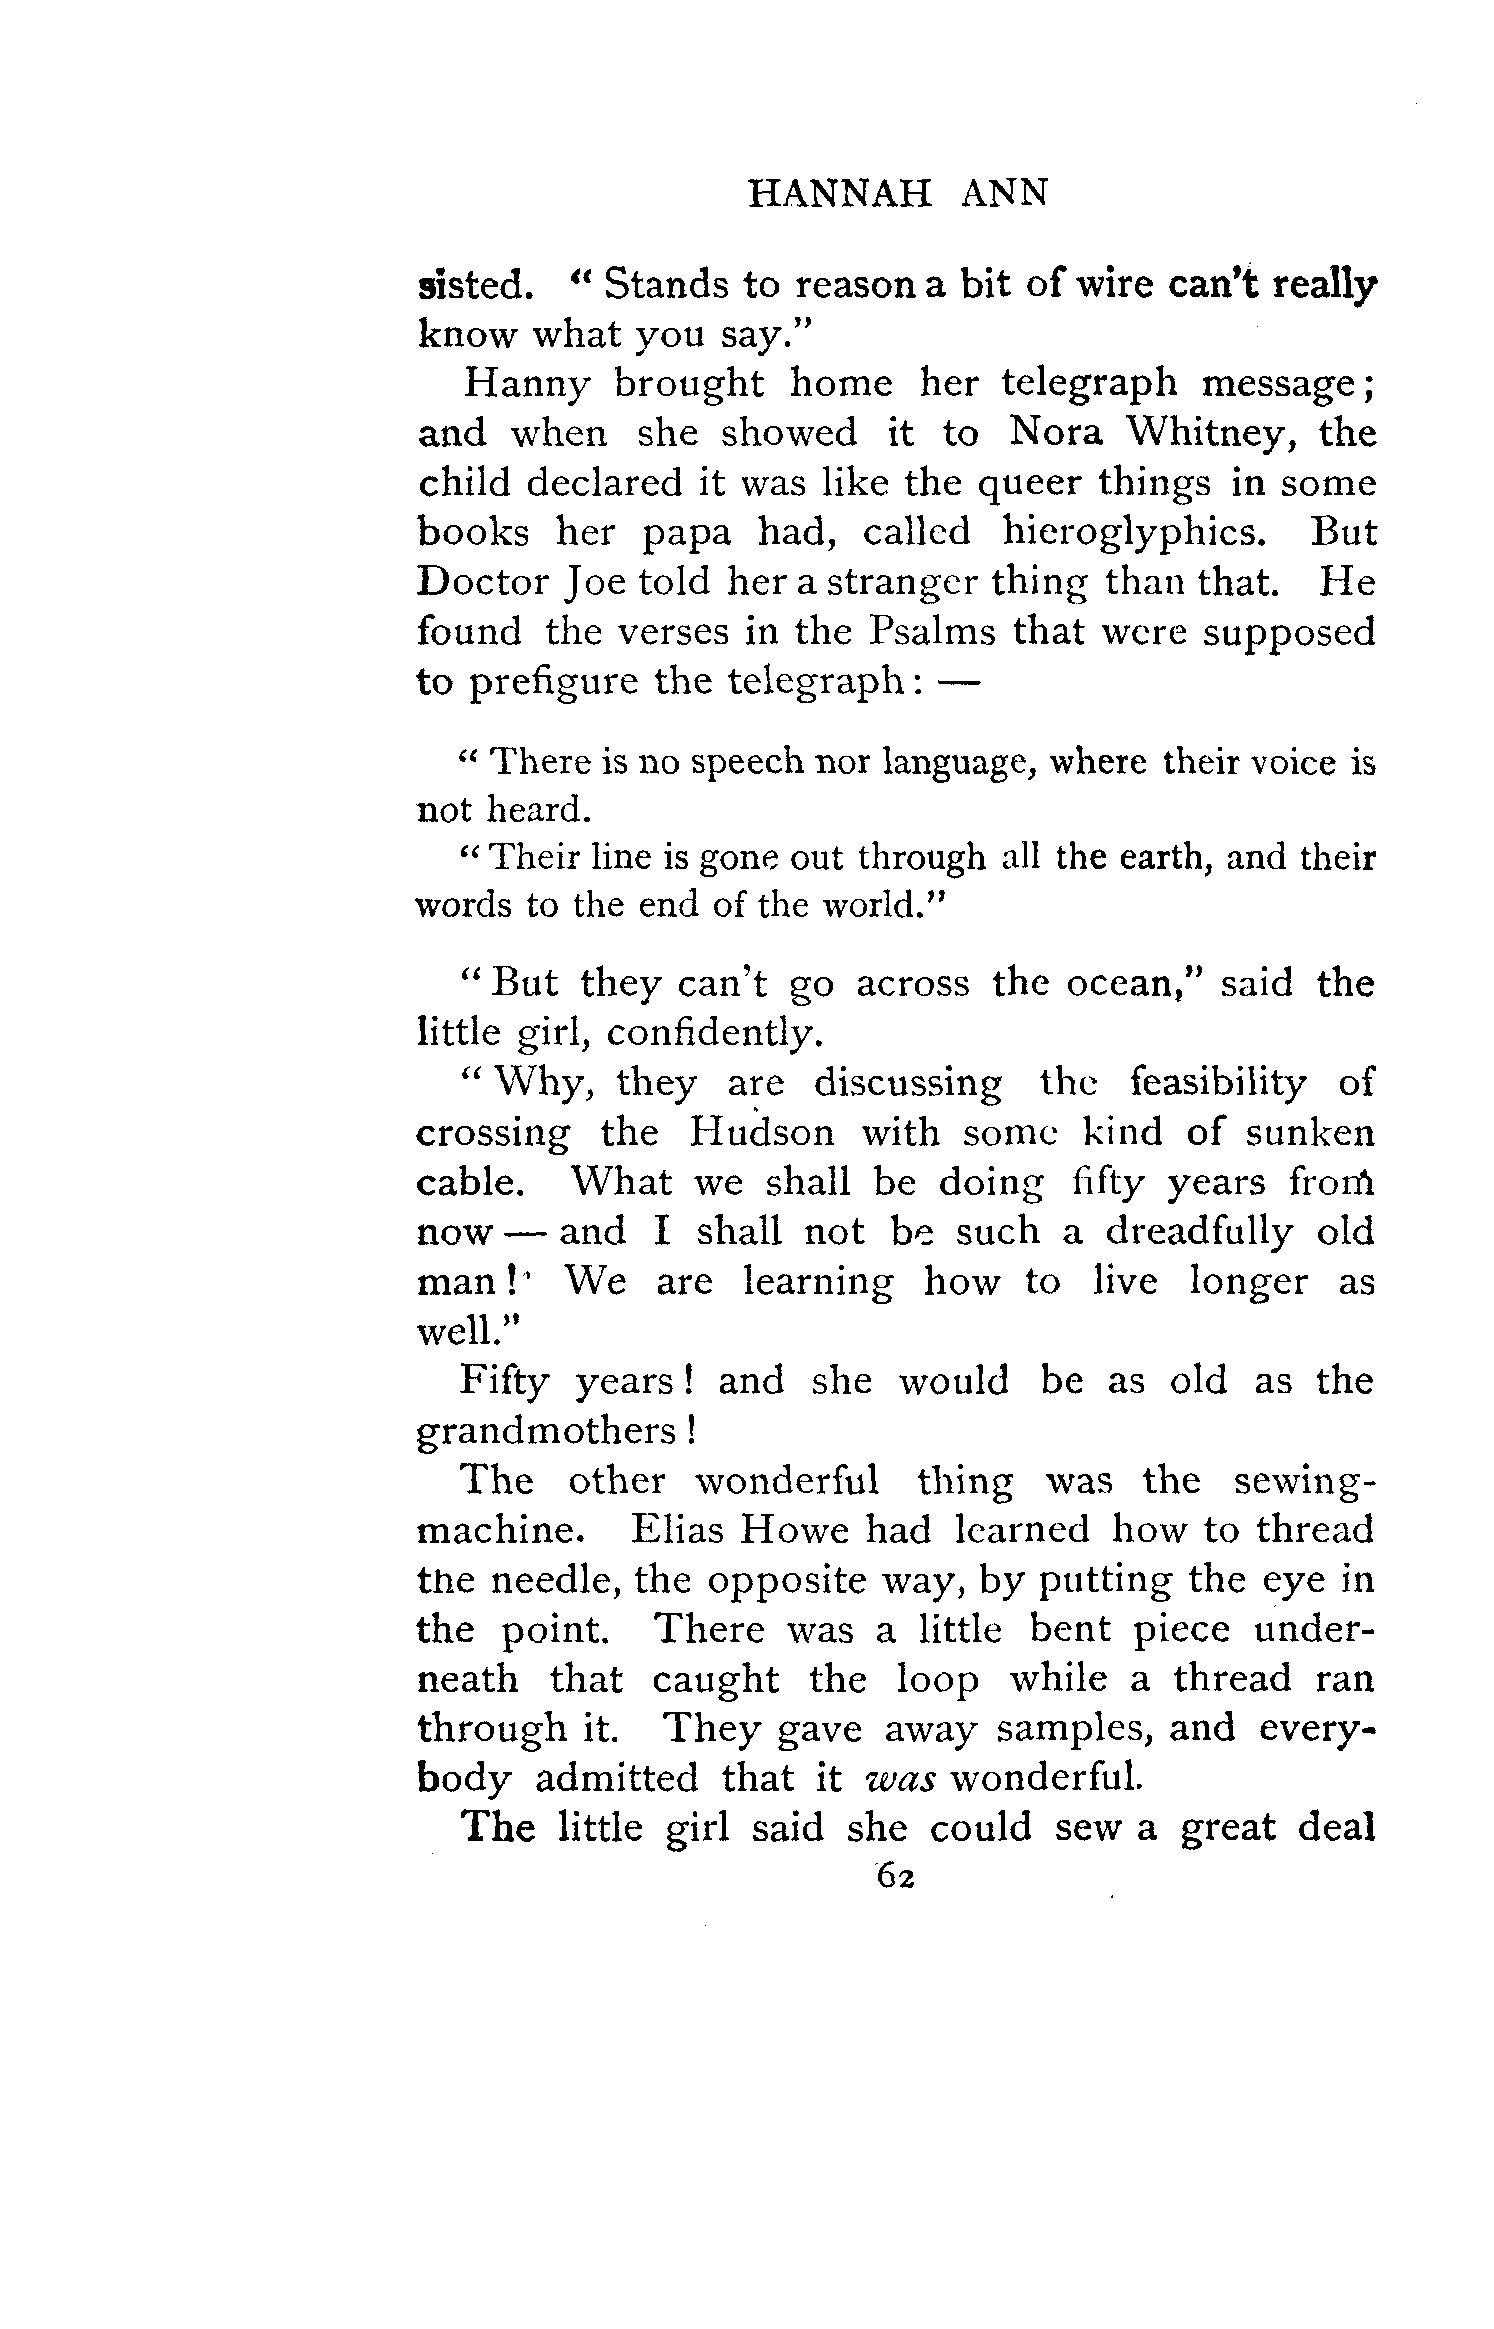 HANNAH ANN
sisted. " Stands to reason a bit of wire can't really
know what you say."
Hanny brought home her telegraph message;
and when she showed it to Nora Whitney, the
child declared it was like the queer things in some
books her papa had, called hieroglyphics. But
Doctor Joe told her a stranger thing than that. He
found the verses in the Psalms that were supposed
to prefigure the telegraph: —
" There is no speech nor language, where their voice is
not heard.
" Their line is gone out through all the earth, and their
words to the end of the world."
" But they can't go across the ocean," said the
little girl, confidently.
" Why, they are discussing the feasibility of
crossing the Hudson with some kind of sunken
cable. What we shall be doing fifty years from
now — and I shall not be such a dreadfully old
man !' We are learning how to live longer as
well."
Fifty years ! and she would be as old as the
grandmothers !
The other wonderful thing was the sewing-
machine. Elias Howe had learned how to thread
the needle, the opposite way, by putting the eye in
the point. There was a little bent piece under-
neath that caught the loop while a thread ran
through it. They gave away samples, and every-
body admitted that it was wonderful.
The little girl said she could sew a great deal
62